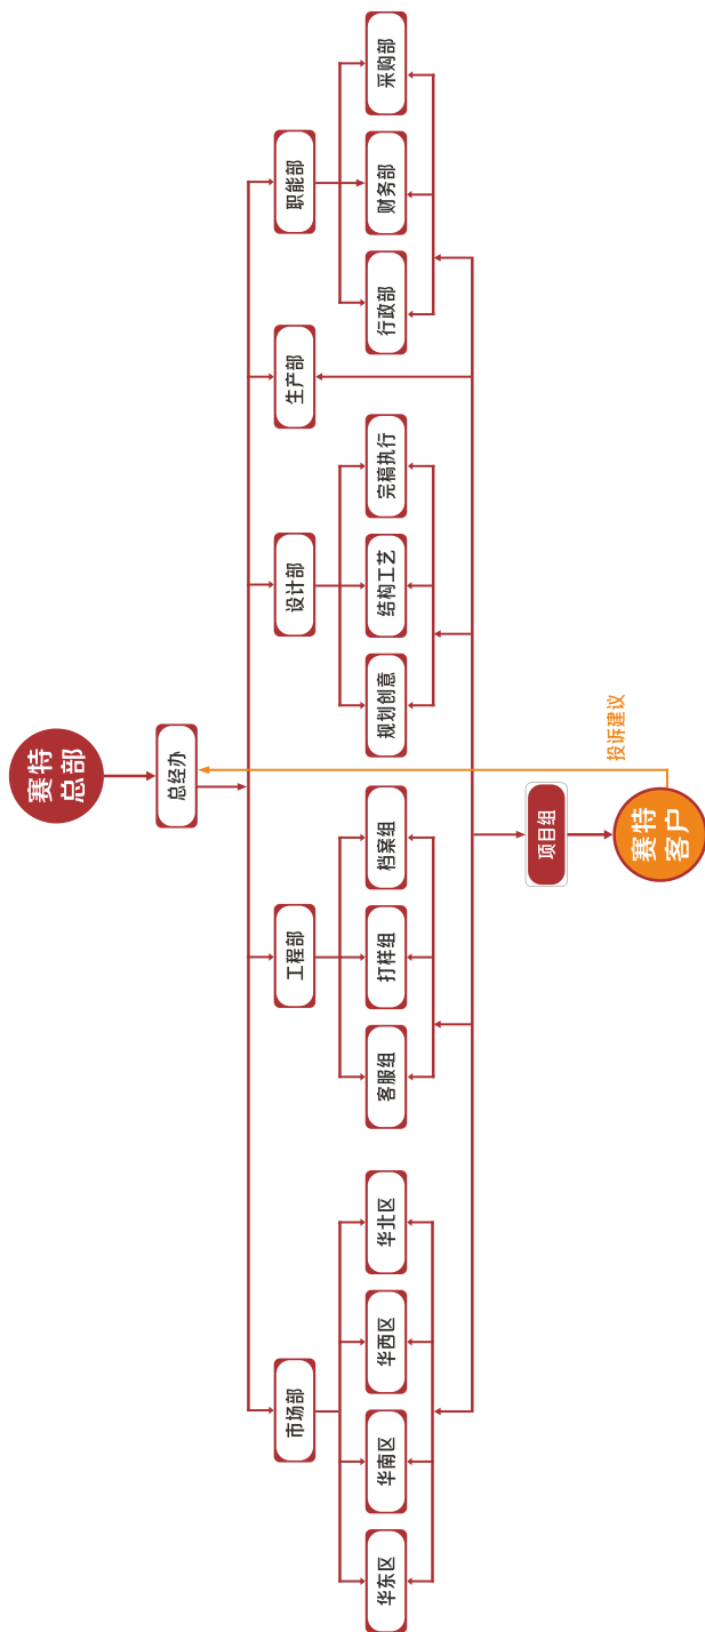 赛特
总部
总经办
市场部
工程部
设计部
生产部
职能部
华东区
华南区
华西区
华北区
客服组
打样组
档案组
规划创意
结构工艺
完稿执行
行政部
财务部
采购部
项目组
投诉建议
赛特
客户